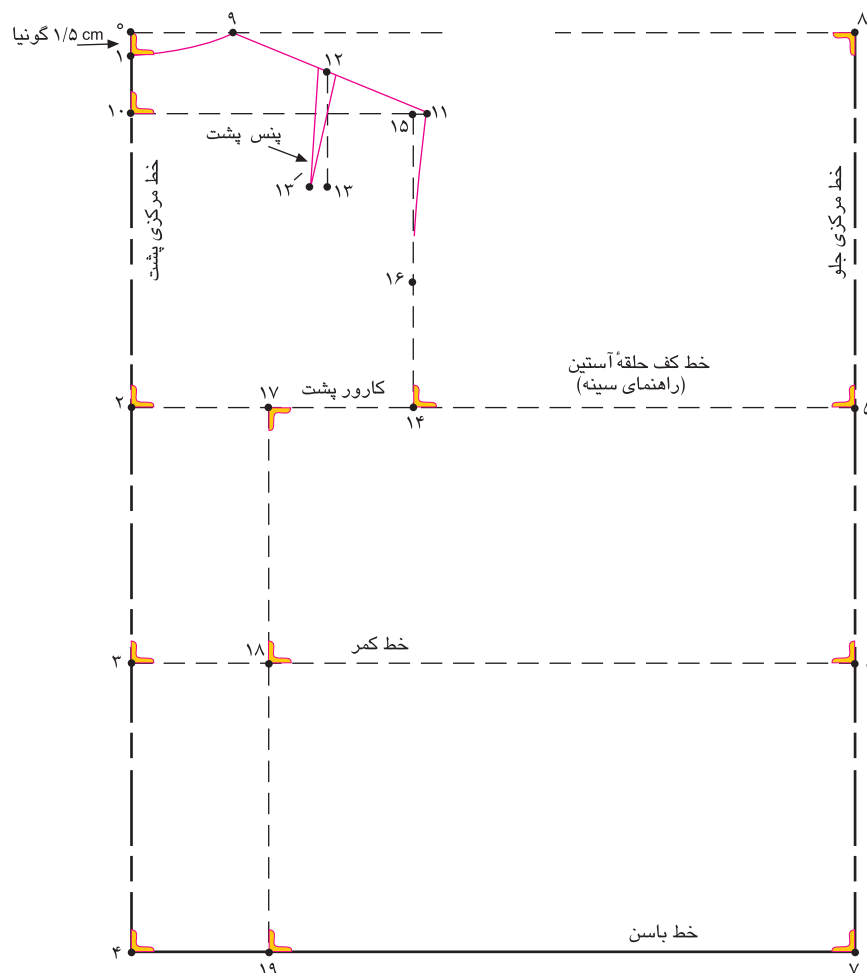 ۹
۸
۰
۱/۵ cm گونیا
۱
۱۲
۱۰
۱۵
۱۱
پنس پشت
۱۳
۱۳
خط مرکزی پشت
خط مرکزی جلو
۱۶
خط کف حلقهٔ آستین
(راهنمای سینه)
کارور پشت
۱۷
۲
۱۴
خط کمر
۱۸
۳
خط باسن
۴
۱۹
۷